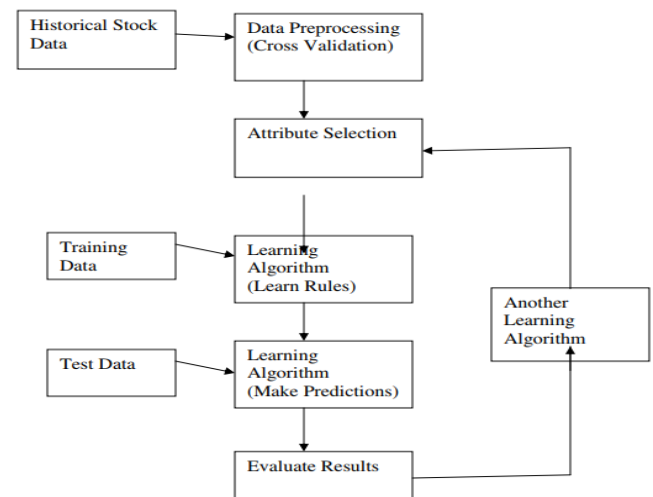 Historical Stock
Data
Data Preprocessing
(Cross Validation)
Attribute Selection
Training
Data
Learning
Algorithm
(Learn Rules)
Another
Learning
Algorithm
Test Data
Learning
Algorithm
(Make Predictions)
Evaluate Results